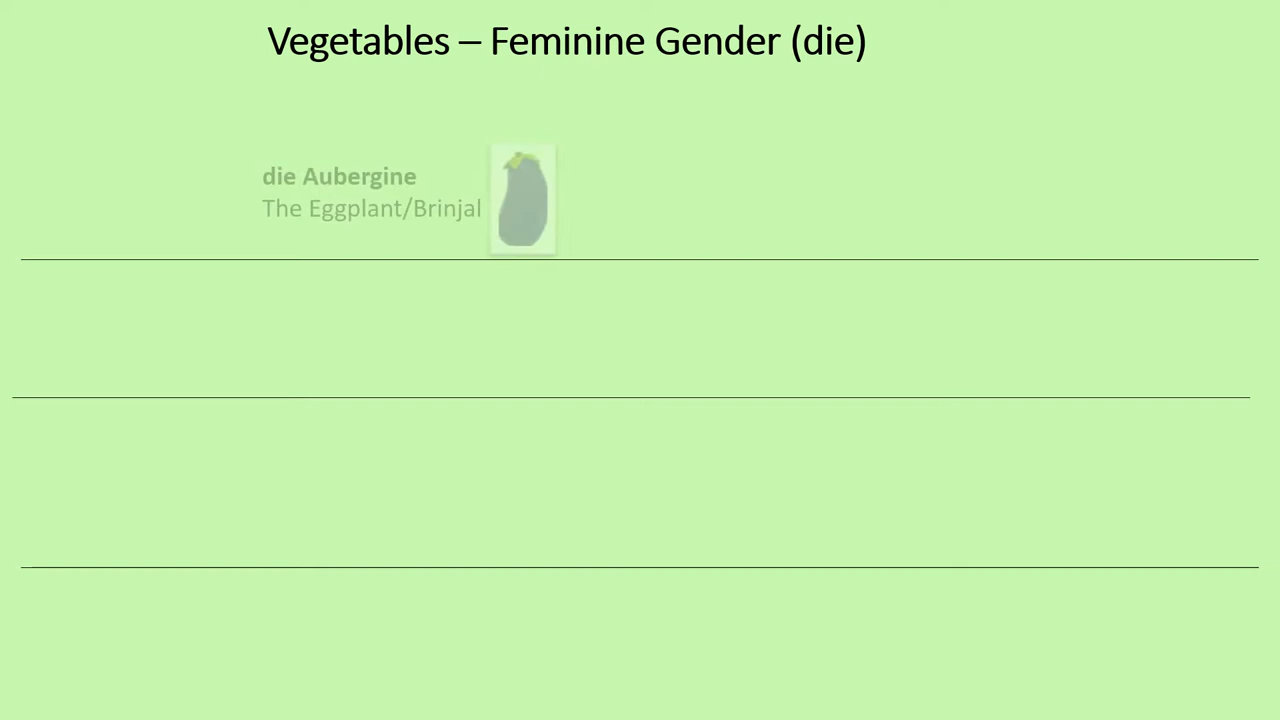 Vegetables – Feminine Gender (die)
die Aubergine
The Eggplant/Brinjal